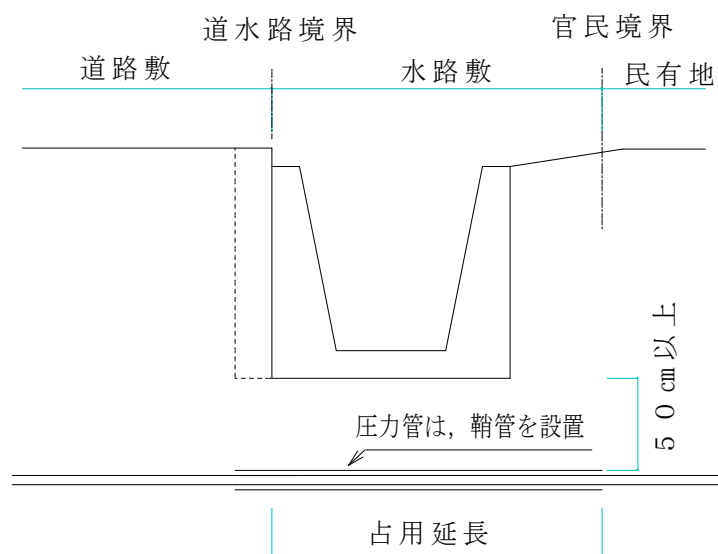 道水路境界
官民境界
道路敷
水路敷
民有地
50㎝以上
圧力管は，鞘管を設置
占用延長